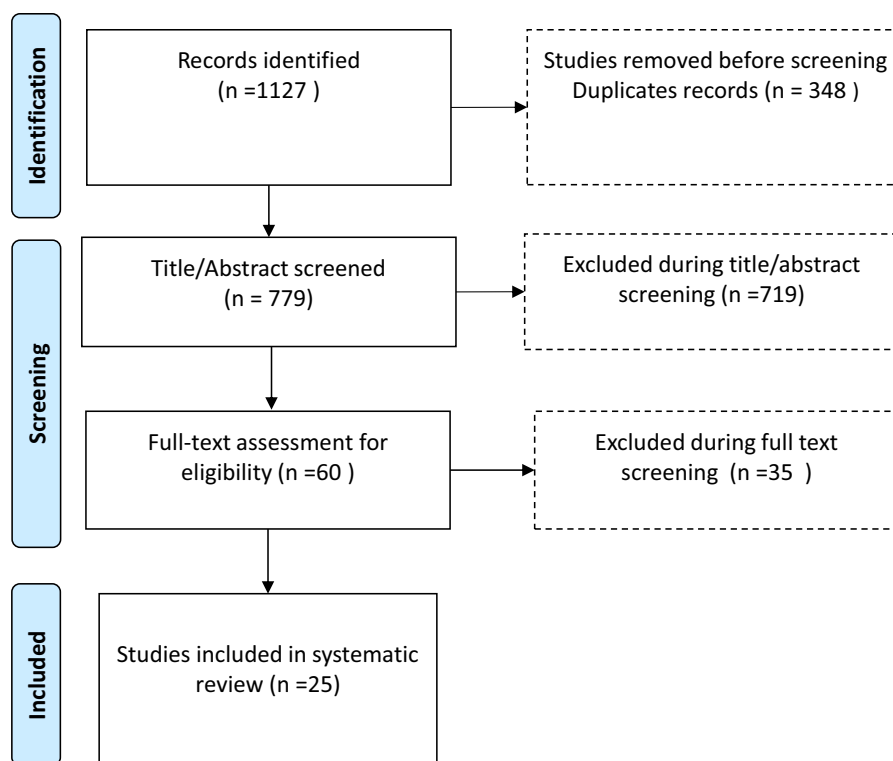 Identification
Records identified
(n =1127 )
Studies removed before screening
Duplicates records (n = 348 )
Screening
Title/Abstract screened
(n = 779)
Excluded during title/abstract
screening (n =719)
Full-text assessment for
eligibility (n =60 )
Excluded during full text
screening  (n =35  )
Included
Studies included in systematic
review (n =25)